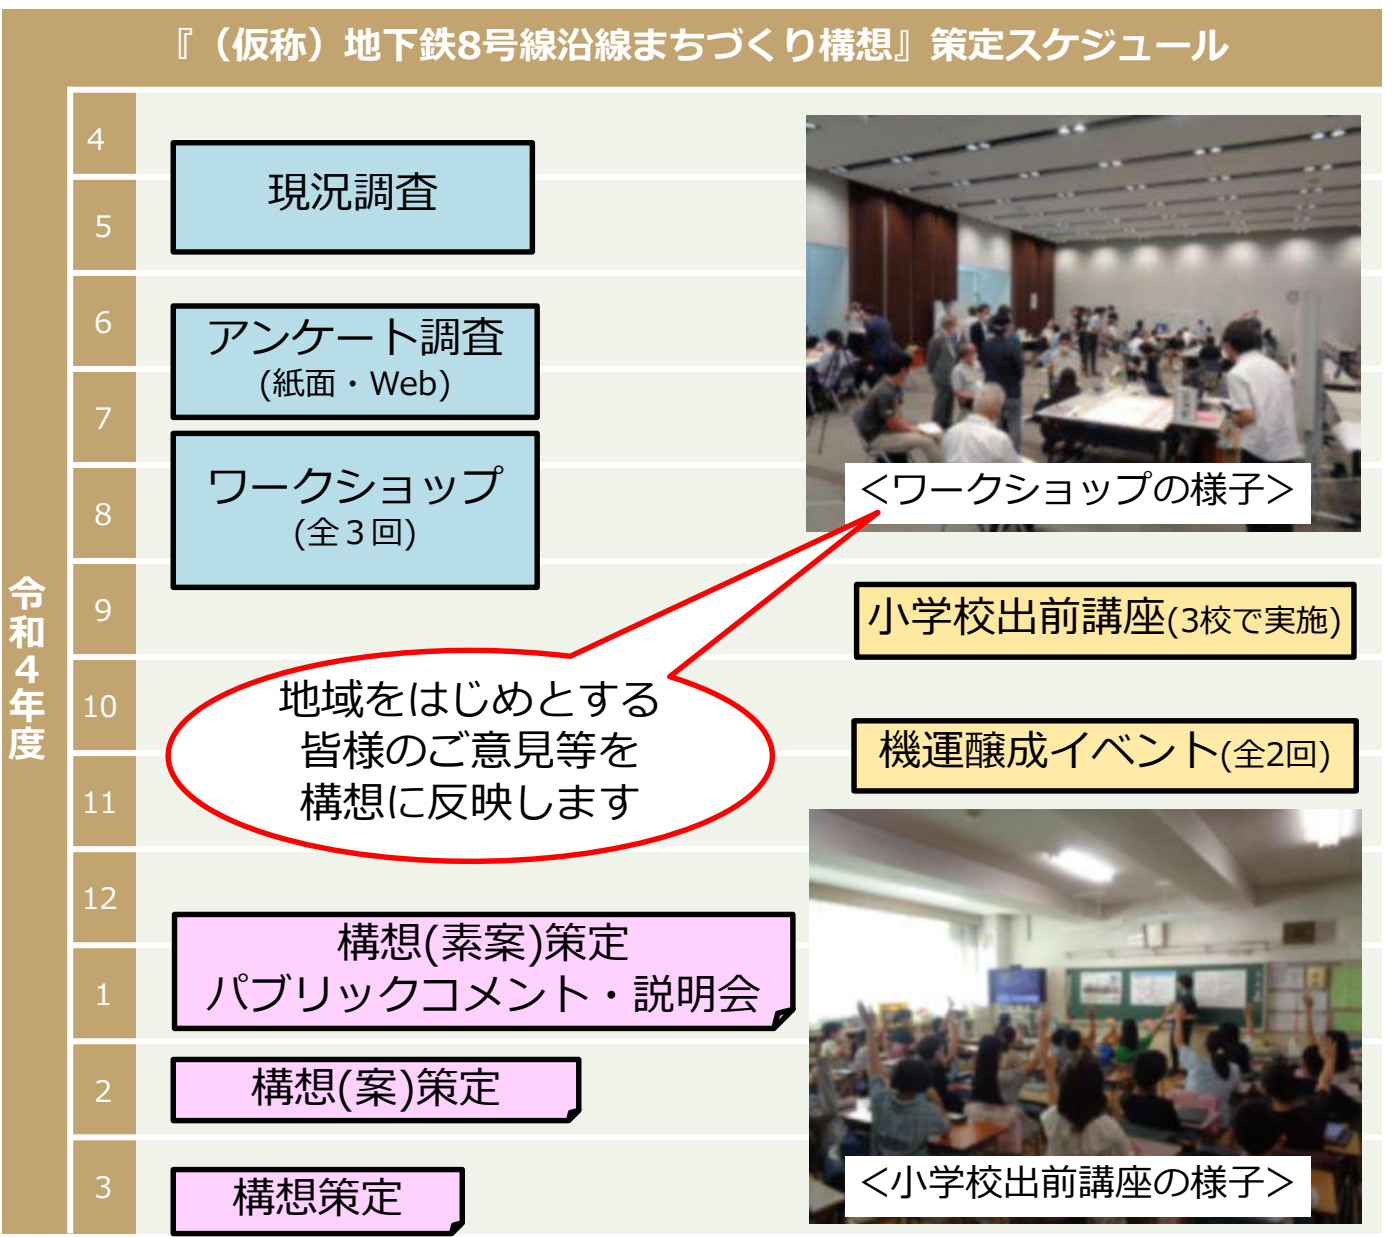 『（仮称）地下鉄8号線沿線まちづくり構想』策定スケジュール
令和4年度
4
現況調査
5
6
アンケート調査
(紙面・Web)
7
ワークショップ
(全３回)
8
<ワークショップの様子>
9
小学校出前講座(3校で実施)
地域をはじめとする
皆様のご意見等を
構想に反映します
10
機運醸成イベント(全2回)
11
12
構想(素案)策定
パブリックコメント・説明会
1
2
構想(案)策定
3
構想策定
<小学校出前講座の様子>